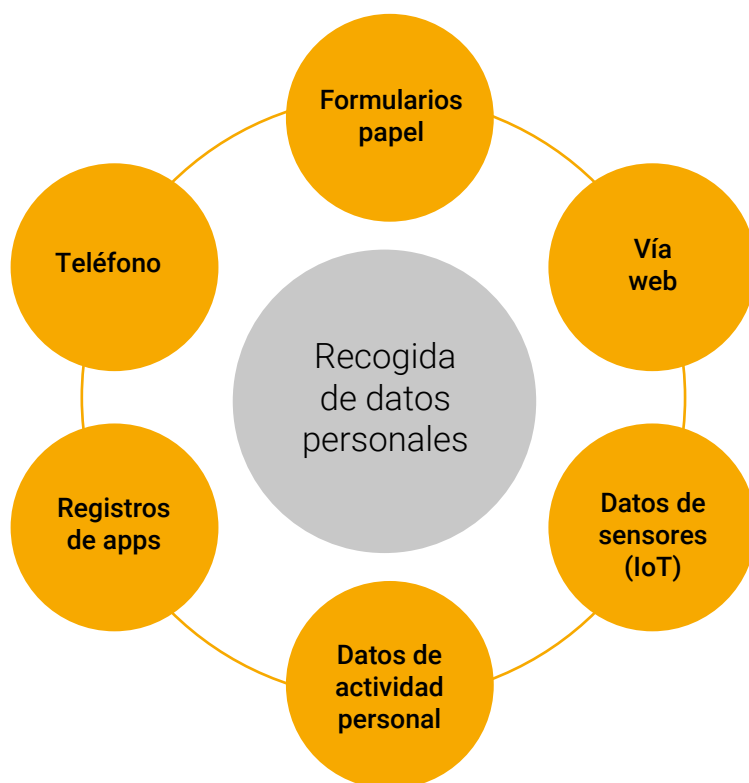 Formularios
papel
Vía
web
Datos de
sensores
(IoT)
Datos de
actividad
personal
Registros
de apps
Teléfono
Recogida
de datos
personales